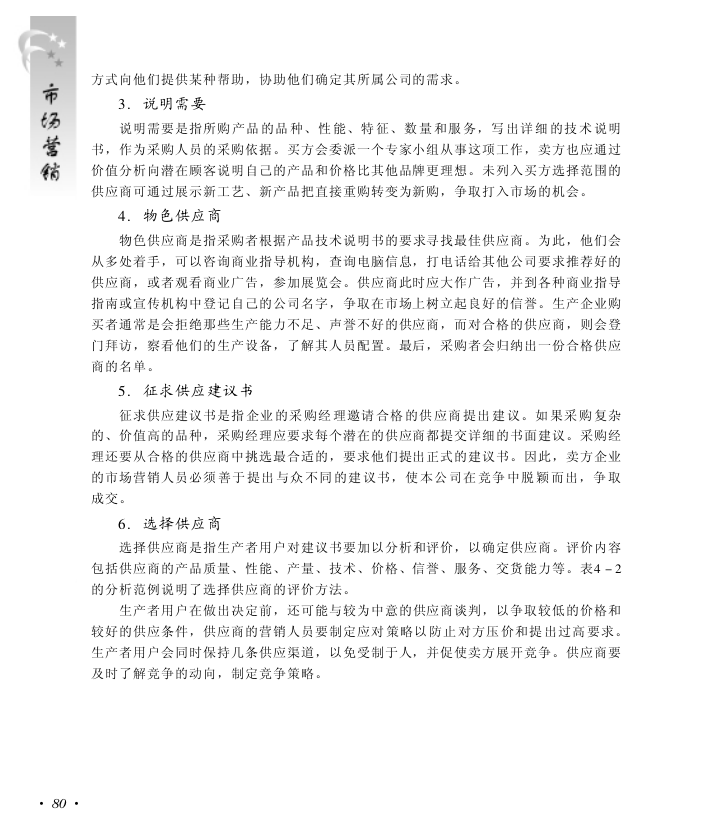 市场营销
方式向他们提供某种帮助，协助他们确定其所属公司的需求。
3．说明需要
说明需要是指所购产品的品种、性能、特征、数量和服务，写出详细的技术说明
书，作为采购人员的采购依据。买方会委派一个专家小组从事这项工作，卖方也应通过
价值分析向潜在顾客说明自己的产品和价格比其他品牌更理想。未列入买方选择范围的
供应商可通过展示新工艺、新产品把直接重购转变为新购，争取打入市场的机会。
4．物色供应商
物色供应商是指采购者根据产品技术说明书的要求寻找最佳供应商。为此，他们会
从多处着手，可以咨询商业指导机构，查询电脑信息，打电话给其他公司要求推荐好的
供应商，或者观看商业广告，参加展览会。供应商此时应大作广告，并到各种商业指导
指南或宣传机构中登记自己的公司名字，争取在市场上树立起良好的信誉。生产企业购
买者通常是会拒绝那些生产能力不足、声誉不好的供应商，而对合格的供应商，则会登
门拜访，察看他们的生产设备，了解其人员配置。最后，采购者会归纳出一份合格供应
商的名单。
5．征求供应建议书
征求供应建议书是指企业的采购经理邀请合格的供应商提出建议。如果采购复杂
的、价值高的品种，采购经理应要求每个潜在的供应商都提交详细的书面建议。采购经
理还要从合格的供应商中挑选最合适的，要求他们提出正式的建议书。因此，卖方企业
的市场营销人员必须善于提出与众不同的建议书，使本公司在竞争中脱颖而出，争取
成交。
6．选择供应商
选择供应商是指生产者用户对建议书要加以分析和评价，以确定供应商。评价内容
包括供应商的产品质量、性能、产量、技术、价格、信誉、服务、交货能力等。表4－2
的分析范例说明了选择供应商的评价方法。
生产者用户在做出决定前，还可能与较为中意的供应商谈判，以争取较低的价格和
较好的供应条件，供应商的营销人员要制定应对策略以防止对方压价和提出过高要求。
生产者用户会同时保持几条供应渠道，以免受制于人，并促使卖方展开竞争。供应商要
及时了解竞争的动向，制定竞争策略。
· 80 ·